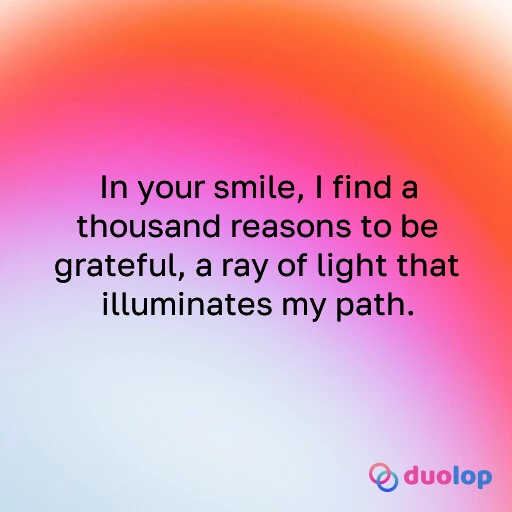 In your smile, I find a
thousand reasons to be
grateful, a ray of light that
illuminates my path.
duolop